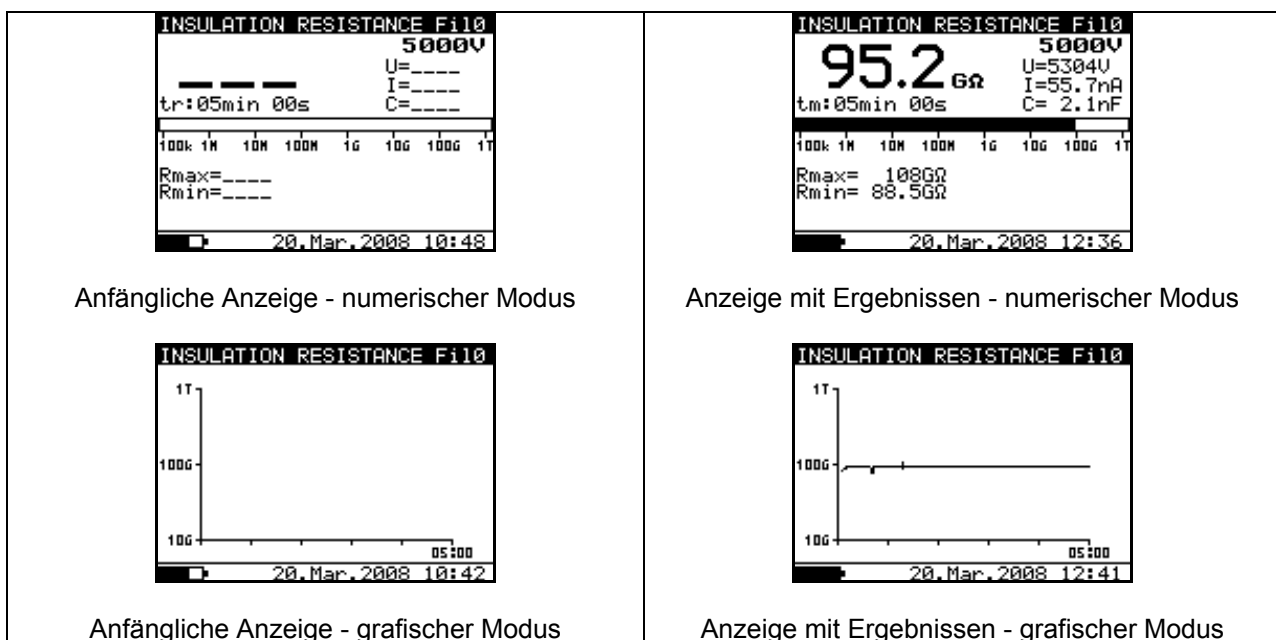 INSULATION RESISTANCE Fil0
5000V
U=____
I=____
tr:05min 00s C=____
100k 1M 10M 100M 1G 10G 100G 1T
Rmax=____
Rmin=____
20.Mar.2008 10:48
Anfängliche Anzeige - numerischer Modus
INSULATION RESISTANCE Fil0
5000V
95.2 GΩ U=5304V
I=55.7nA
tm:05min 00s C= 2.1nF
100k 1M 10M 100M 1G 10G 100G 1T
Rmax= 108GΩ
Rmin= 88.5GΩ
20.Mar.2008 12:36
Anzeige mit Ergebnissen - numerischer Modus
INSULATION RESISTANCE Fil0
1T
100G
10G
05:00
20.Mar.2008 10:42
Anfängliche Anzeige - grafischer Modus
INSULATION RESISTANCE Fil0
1T
100G
10G
05:00
20.Mar.2008 12:41
Anzeige mit Ergebnissen - grafischer Modus